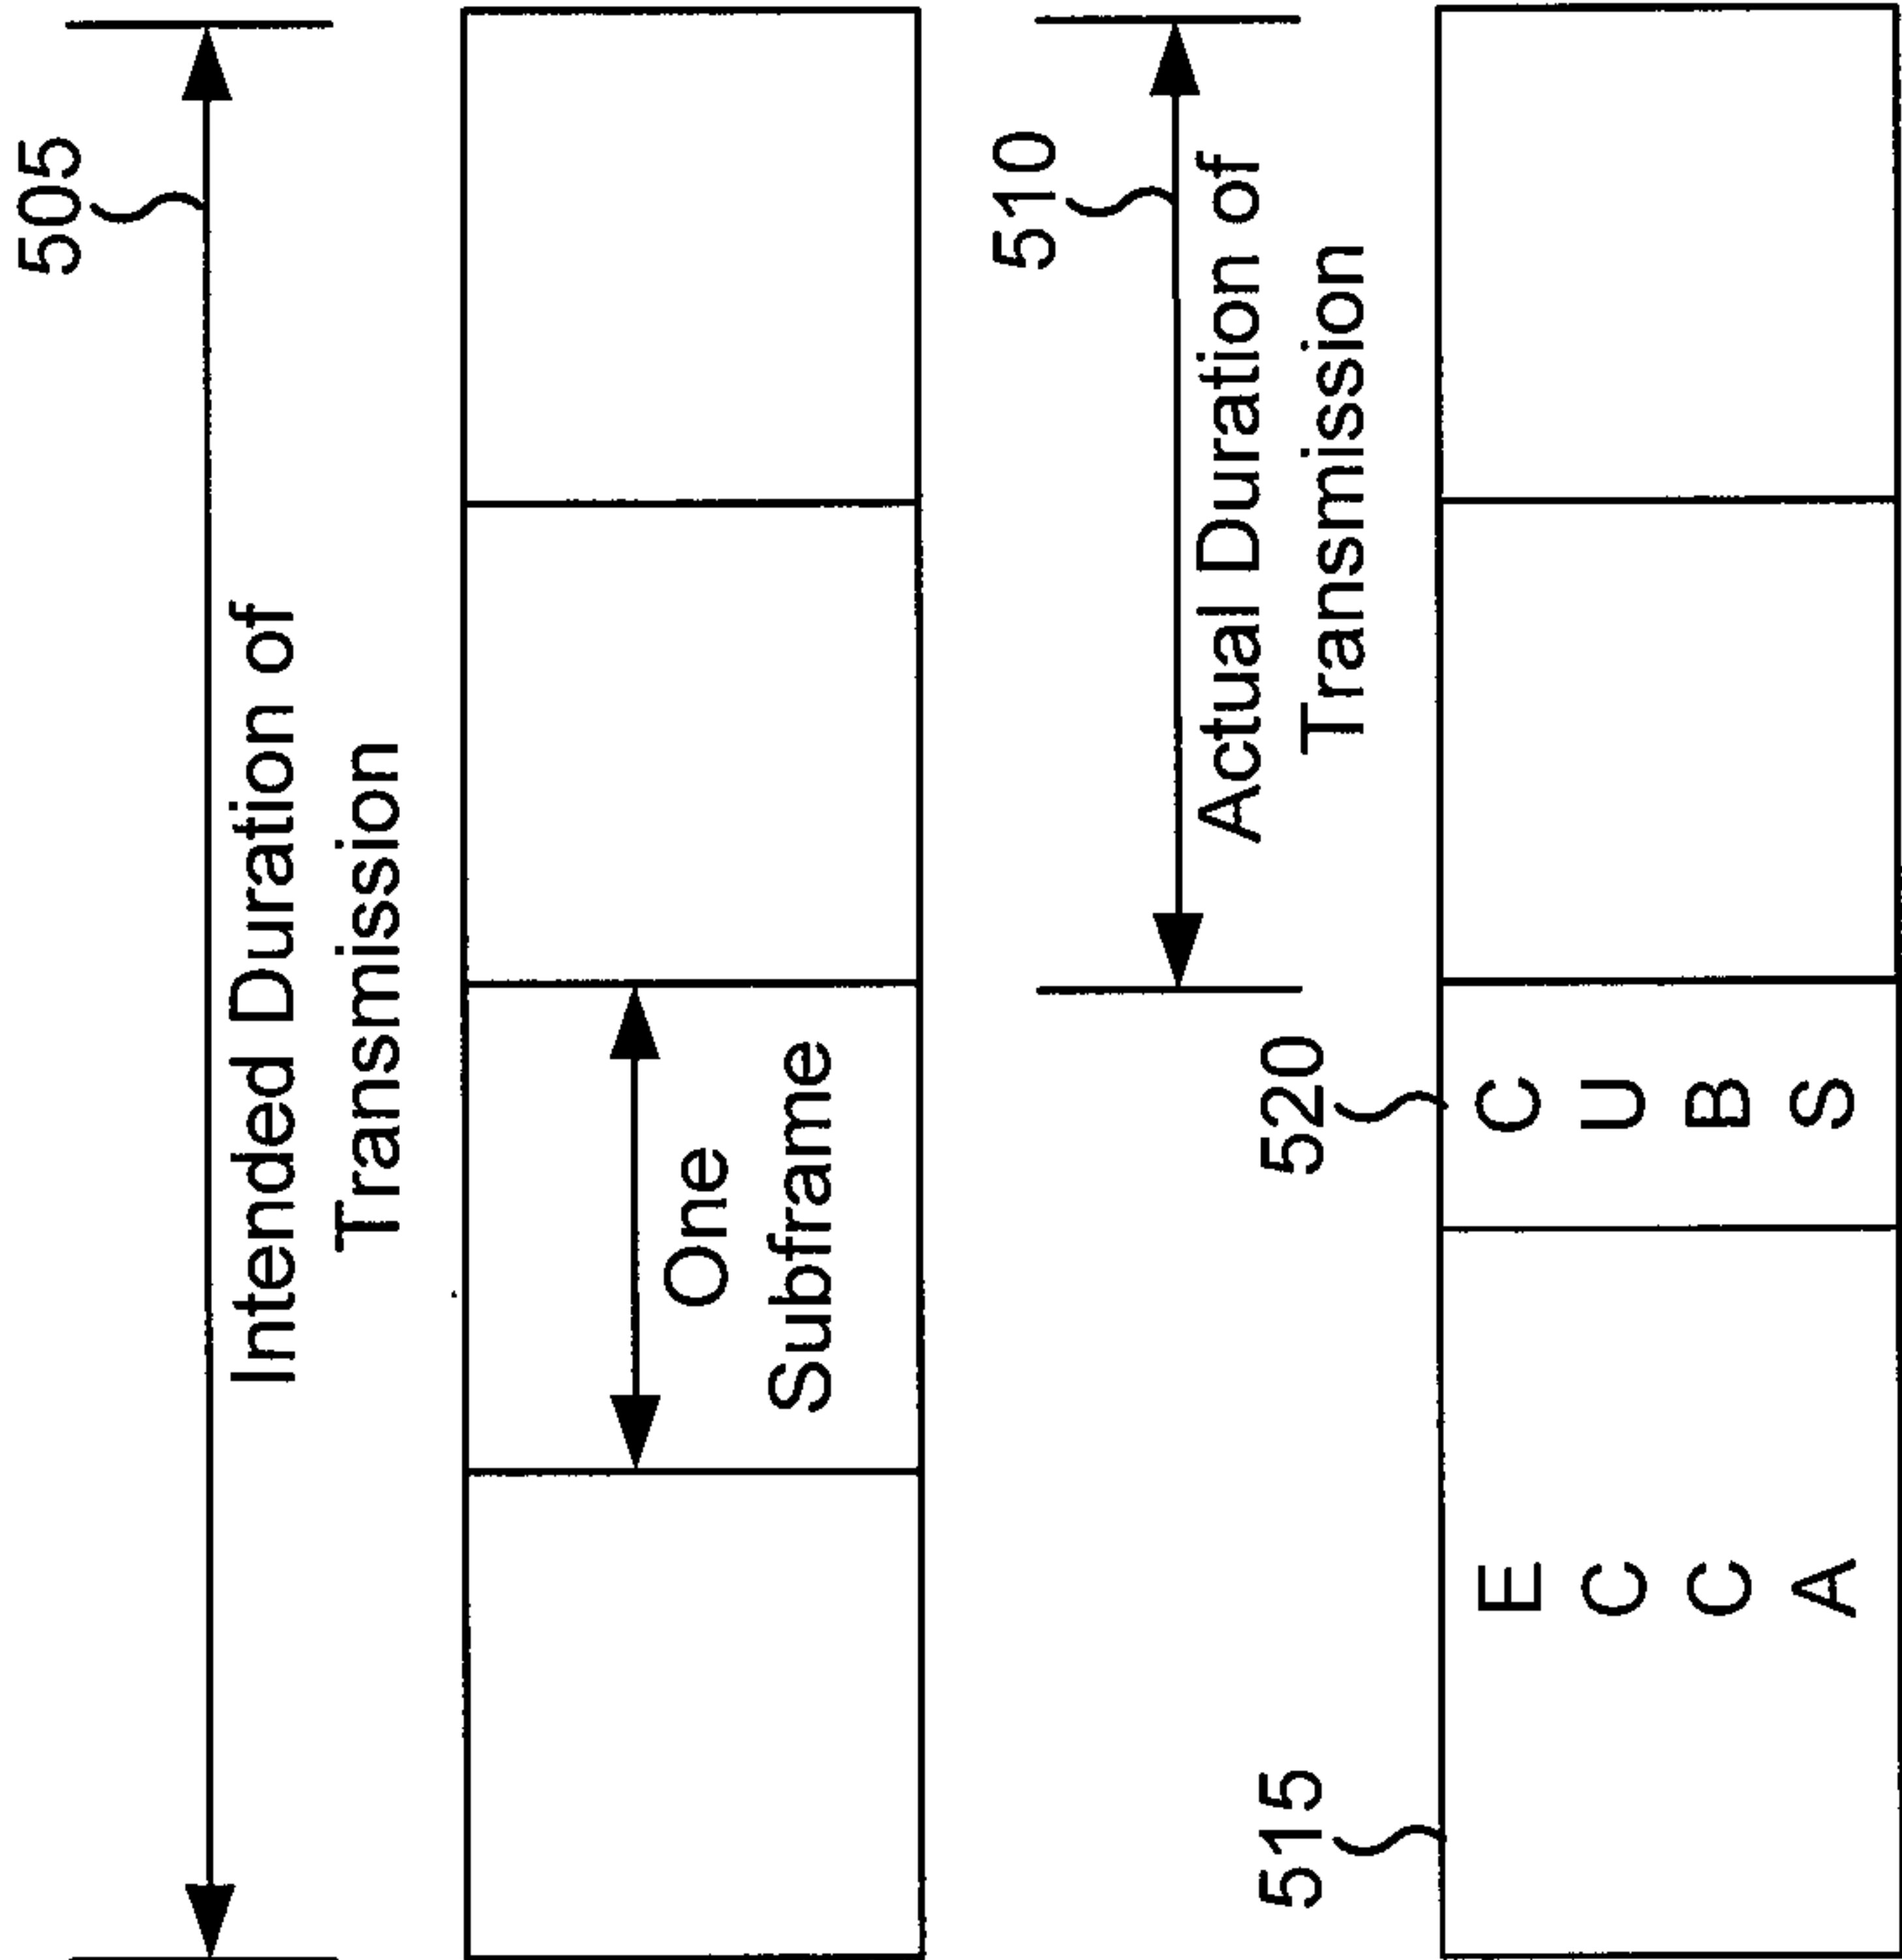 505
Intended Duration of
Transmission
One
Subframe
510
Actual Duration of
Transmission
515
520
E
C
C
A
C
U
B
S